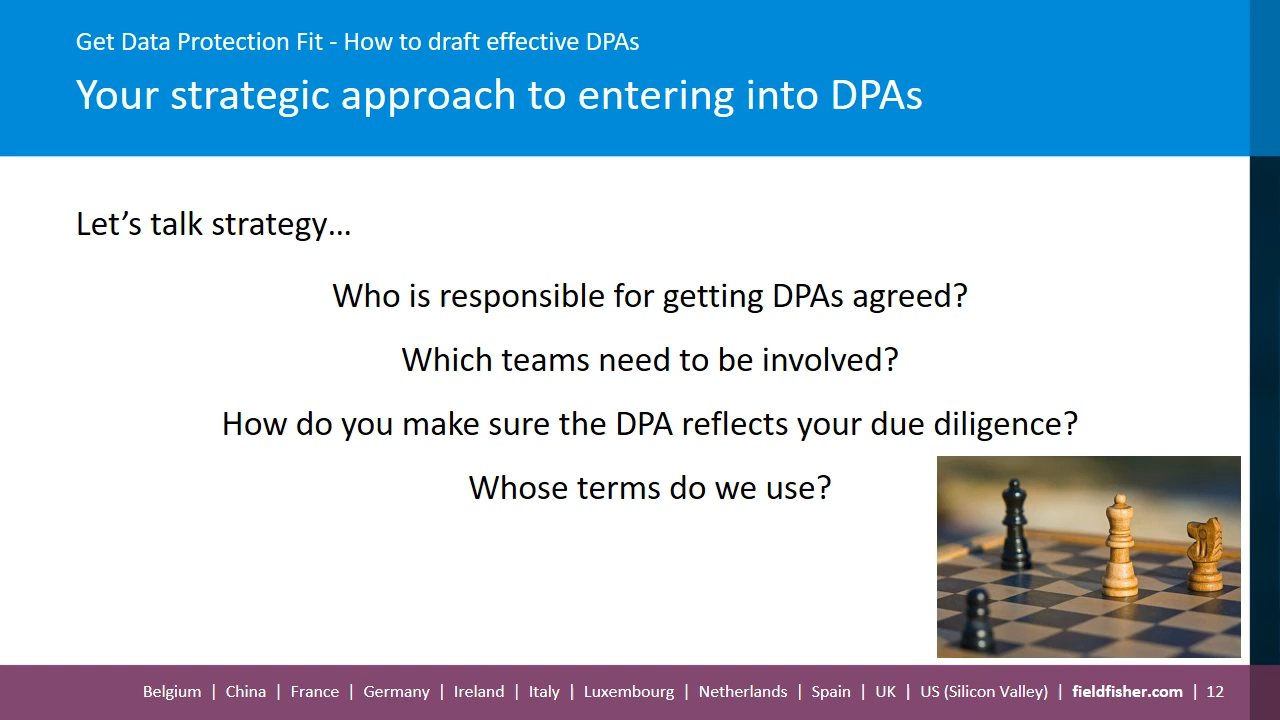 Get Data Protection Fit - How to draft effective DPAs
Your strategic approach to entering into DPAs
Let’s talk strategy…
Who is responsible for getting DPAs agreed?
Which teams need to be involved?
How do you make sure the DPA reflects your due diligence?
Whose terms do we use?
Belgium | China | France | Germany | Ireland | Italy | Luxembourg | Netherlands | Spain | UK | US (Silicon Valley) | fieldfisher.com | 12